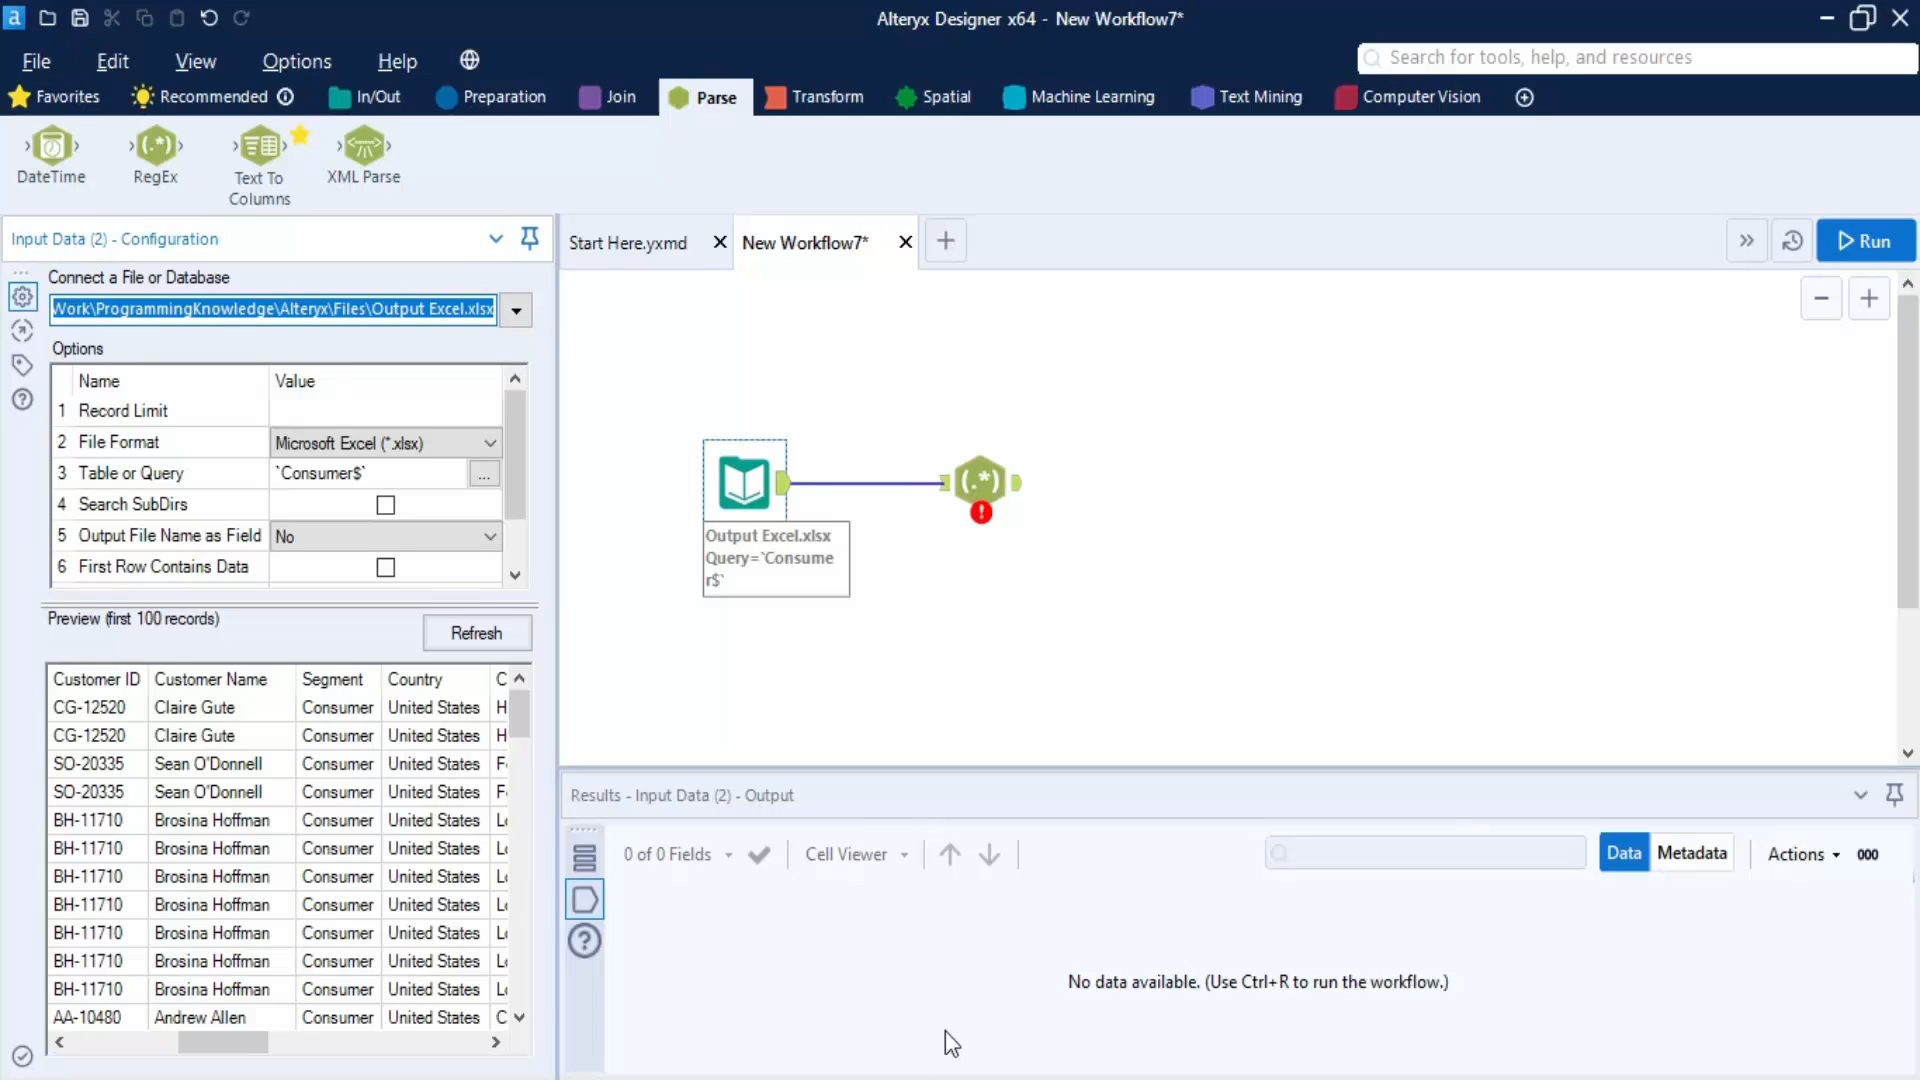 a
Alteryx Designer x64 - New Workflow7*
File Edit View Options Help
Search for tools, help, and resources
Favorites Recommended In/Out Preparation Join Parse Transform Spatial Machine Learning Text Mining Computer Vision
(.*)
DateTime RegEx Text To Columns XML Parse
Input Data (2) - Configuration
Start Here.yxmd New Workflow7*
Run
Connect a File or Database
Work\ProgrammingKnowledge\Alteryx\Files\Output Excel.xlsx
Options
Name Value
1 Record Limit
2 File Format Microsoft Excel (*.xlsx)
3 Table or Query `Consumer$` ...
4 Search SubDirs
5 Output File Name as Field No
6 First Row Contains Data
Preview (first 100 records)
Refresh
Customer ID Customer Name Segment Country C
CG-12520 Claire Gute Consumer United States H
CG-12520 Claire Gute Consumer United States H
SO-20335 Sean O'Donnell Consumer United States F
SO-20335 Sean O'Donnell Consumer United States F
BH-11710 Brosina Hoffman Consumer United States L
BH-11710 Brosina Hoffman Consumer United States L
BH-11710 Brosina Hoffman Consumer United States L
BH-11710 Brosina Hoffman Consumer United States L
BH-11710 Brosina Hoffman Consumer United States L
BH-11710 Brosina Hoffman Consumer United States L
BH-11710 Brosina Hoffman Consumer United States L
AA-10480 Andrew Allen Consumer United States C
(.*)
!
Output Excel.xlsx
Query=`Consume
r$`
Results - Input Data (2) - Output
0 of 0 Fields Cell Viewer Data Metadata Actions 000
No data available. (Use Ctrl+R to run the workflow.)